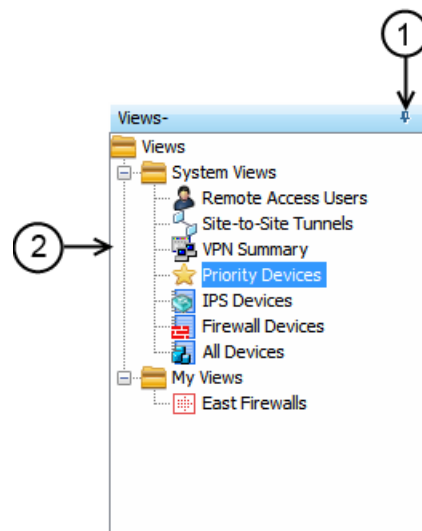 1
Views-
Views
System Views
Remote Access Users
Site-to-Site Tunnels
2
VPN Summary
Priority Devices
IPS Devices
Firewall Devices
All Devices
My Views
East Firewalls